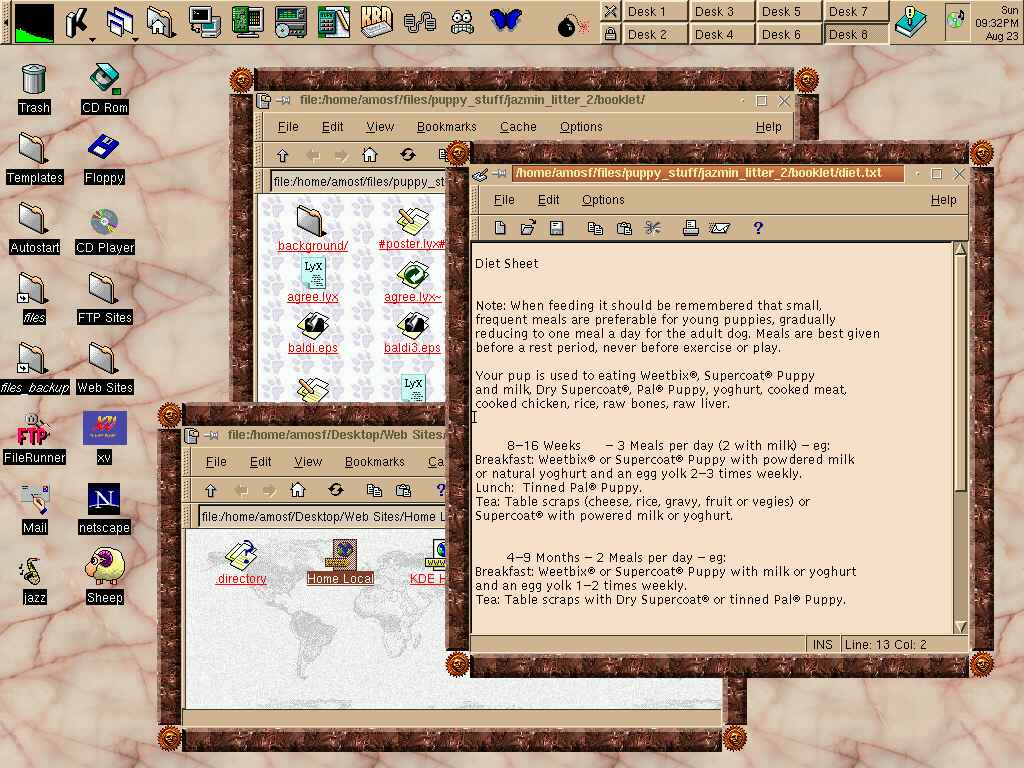 Desk 1 Desk 3 Desk 5 Desk 7
Desk 2 Desk 4 Desk 6 Desk 8
Sun
09:32PM
Aug 23
KRD
Trash
CD Rom
Templates
Floppy
Autostart
CD Player
files
FTP Sites
files_backup
Web Sites
FTP
FileRunner
xv
Mail
N
netscape
jazz
Sheep
file:/home/amosf/files/puppy_stuff/jazmin_litter_2/booklet/
File Edit View Bookmarks Cache Options Help
file:/home/amosf/files/puppy_st
background/
#poster.lyx#
LyX
agree.lyx
agree.lyx~
baldi.eps
baldi3.eps
LyX
file:/home/amosf/Desktop/Web Sites/
File Edit View Bookmarks Ca
?
file:/home/amosf/Desktop/Web Sites/Home L
.directory
Home Local
WWW
KDE H
/home/amosf/files/puppy_stuff/jazmin_litter_2/booklet/diet.txt
File Edit Options Help
?
Diet Sheet
Note: When feeding it should be remembered that small,
frequent meals are preferable for young puppies, gradually
reducing to one meal a day for the adult dog. Meals are best given
before a rest period, never before exercise or play.
Your pup is used to eating Weetbix®, Supercoat® Puppy
and milk, Dry Supercoat®, Pal® Puppy, yoghurt, cooked meat,
cooked chicken, rice, raw bones, raw liver.
8-16 Weeks - 3 Meals per day (2 with milk) - eg:
Breakfast: Weetbix® or Supercoat® Puppy with powdered milk
or natural yoghurt and an egg yolk 2-3 times weekly.
Lunch: Tinned Pal® Puppy.
Tea: Table scraps (cheese, rice, gravy, fruit or vegies) or
Supercoat® with powered milk or yoghurt.
4-9 Months - 2 Meals per day - eg:
Breakfast: Weetbix® or Supercoat® Puppy with milk or yoghurt
and an egg yolk 1-2 times weekly.
Tea: Table scraps with Dry Supercoat® or tinned Pal® Puppy.
INS Line: 13 Col: 2